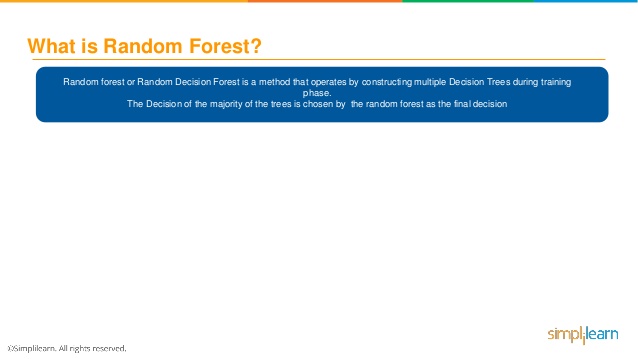 What is Random Forest?
Random forest or Random Decision Forest is a method that operates by constructing multiple Decision Trees during training
phase.
The Decision of the majority of the trees is chosen by the random forest as the final decision
simplilearn
©Simplilearn. All rights reserved.